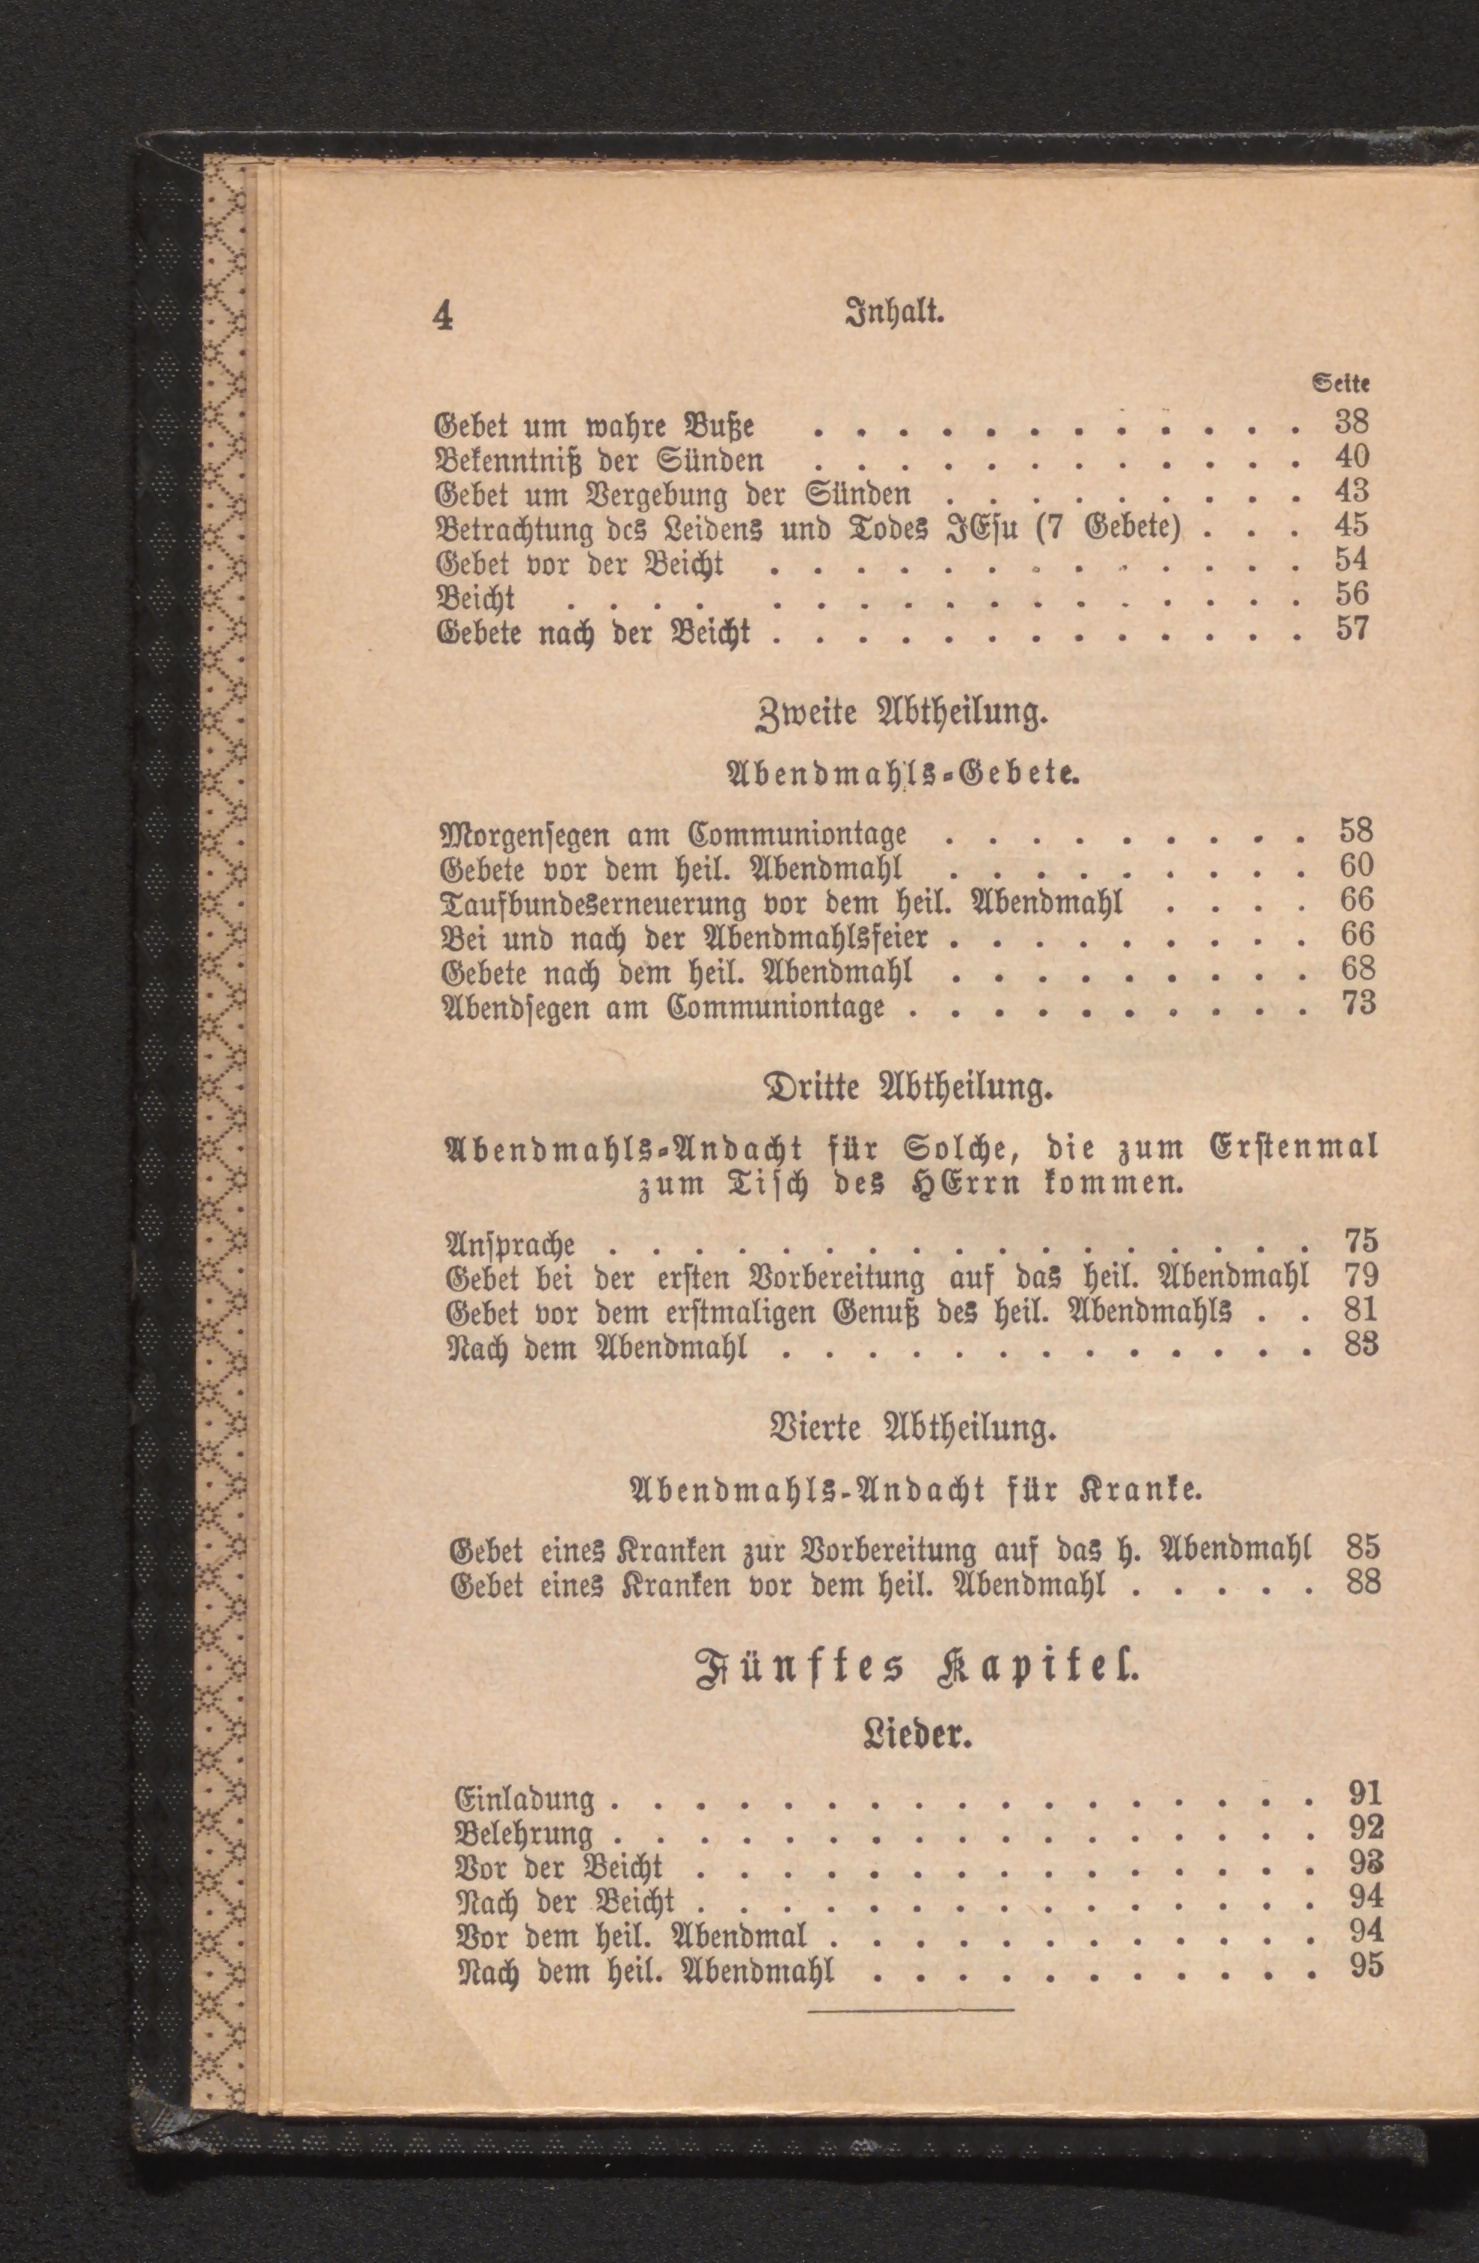 4 Inhalt.
Seite
Gebet um wahre Buße . . . . . . . . . . . . 38
Bekenntniß der Sünden . . . . . . . . . . . . 40
Gebet um Vergebung der Sünden . . . . . . . . . 43
Betrachtung des Leidens und Todes JEsu (7 Gebete) . . . 45
Gebet vor der Beicht . . . . . . . . . . . . . 54
Beicht . . . . . . . . . . . . . . . . . 56
Gebete nach der Beicht . . . . . . . . . . . . . 57
Zweite Abtheilung.
Abendmahls-Gebete.
Morgensegen am Communiontage . . . . . . . . . 58
Gebete vor dem heil. Abendmahl . . . . . . . . . 60
Taufbundeserneuerung vor dem heil. Abendmahl . . . . 66
Bei und nach der Abendmahlsfeier . . . . . . . . . 66
Gebete nach dem heil. Abendmahl . . . . . . . . . 68
Abendsegen am Communiontage . . . . . . . . . . 73
Dritte Abtheilung.
Abendmahls-Andacht für Solche, die zum Erstenmal
zum Tisch des HErrn kommen.
Ansprache . . . . . . . . . . . . . . . . . 75
Gebet bei der ersten Vorbereitung auf das heil. Abendmahl 79
Gebet vor dem erstmaligen Genuß des heil. Abendmahls . . 81
Nach dem Abendmahl . . . . . . . . . . . . . 83
Vierte Abtheilung.
Abendmahls-Andacht für Kranke.
Gebet eines Kranken zur Vorbereitung auf das h. Abendmahl 85
Gebet eines Kranken vor dem heil. Abendmahl . . . . . 88
Fünftes Kapitel.
Lieder.
Einladung . . . . . . . . . . . . . . . . . 91
Belehrung . . . . . . . . . . . . . . . . . 92
Vor der Beicht . . . . . . . . . . . . . . . 93
Nach der Beicht . . . . . . . . . . . . . . . 94
Vor dem heil. Abendmal . . . . . . . . . . . . 94
Nach dem heil. Abendmahl . . . . . . . . . . . 95